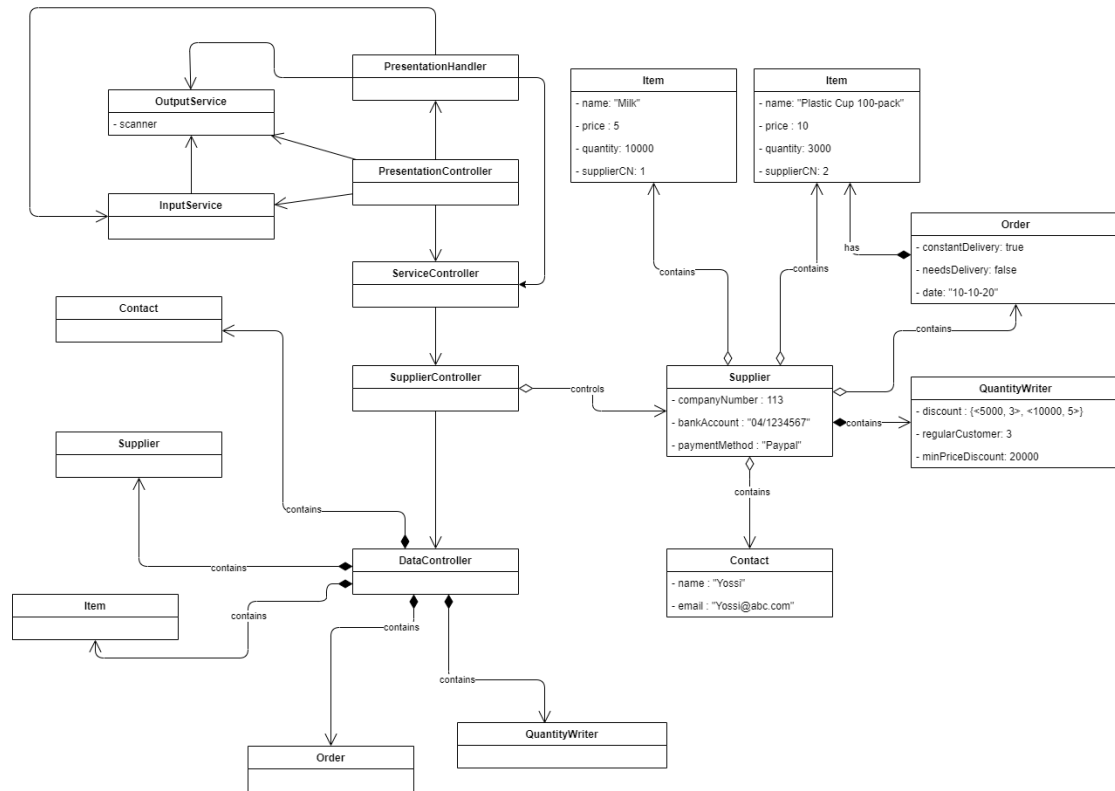 PresentationHandler
OutputService
- scanner
PresentationController
InputService
ServiceController
Contact
SupplierController
controls
Supplier
contains
contains
DataController
contains
Item
contains
contains
contains
QuantityWriter
Order
Item
- name: "Milk"
- price : 5
- quantity: 10000
- supplierCN: 1
Item
- name: "Plastic Cup 100-pack"
- price : 10
- quantity: 3000
- supplierCN: 2
contains
contains
has
Order
- constantDelivery: true
- needsDelivery: false
- date: "10-10-20"
contains
Supplier
- companyNumber : 113
- bankAccount : "04/1234567"
- paymentMethod : "Paypal"
contains
QuantityWriter
- discount : {<5000, 3>, <10000, 5>}
- regularCustomer: 3
- minPriceDiscount: 20000
contains
Contact
- name : "Yossi"
- email : "Yossi@abc.com"